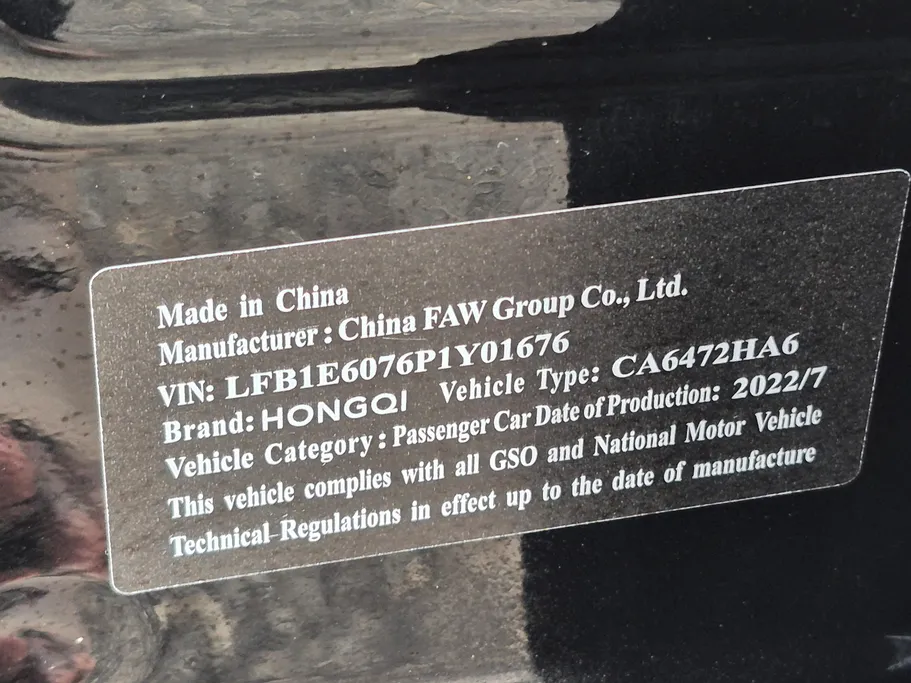 Made in China
Manufacturer : China FAW Group Co., Ltd.
VIN: LFB1E6076P1Y01676
Brand: HONGQI Vehicle Type: CA6472HA6
Vehicle Category : Passenger Car Date of Production: 2022/7
This vehicle complies with all GSO and National Motor Vehicle
Technical Regulations in effect up to the date of manufacture